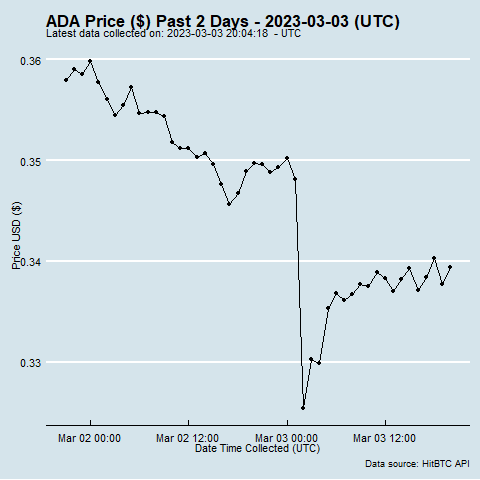 ADA Price ($) Past 2 Days - 2023-03-03 (UTC)
Latest data collected on: 2023-03-03 20:04:18  - UTC
0.36
0.35
Price USD ($)
0.34
0.33
Mar 02 00:00 Mar 02 12:00 Mar 03 00:00 Mar 03 12:00
Date Time Collected (UTC)
Data source: HitBTC API